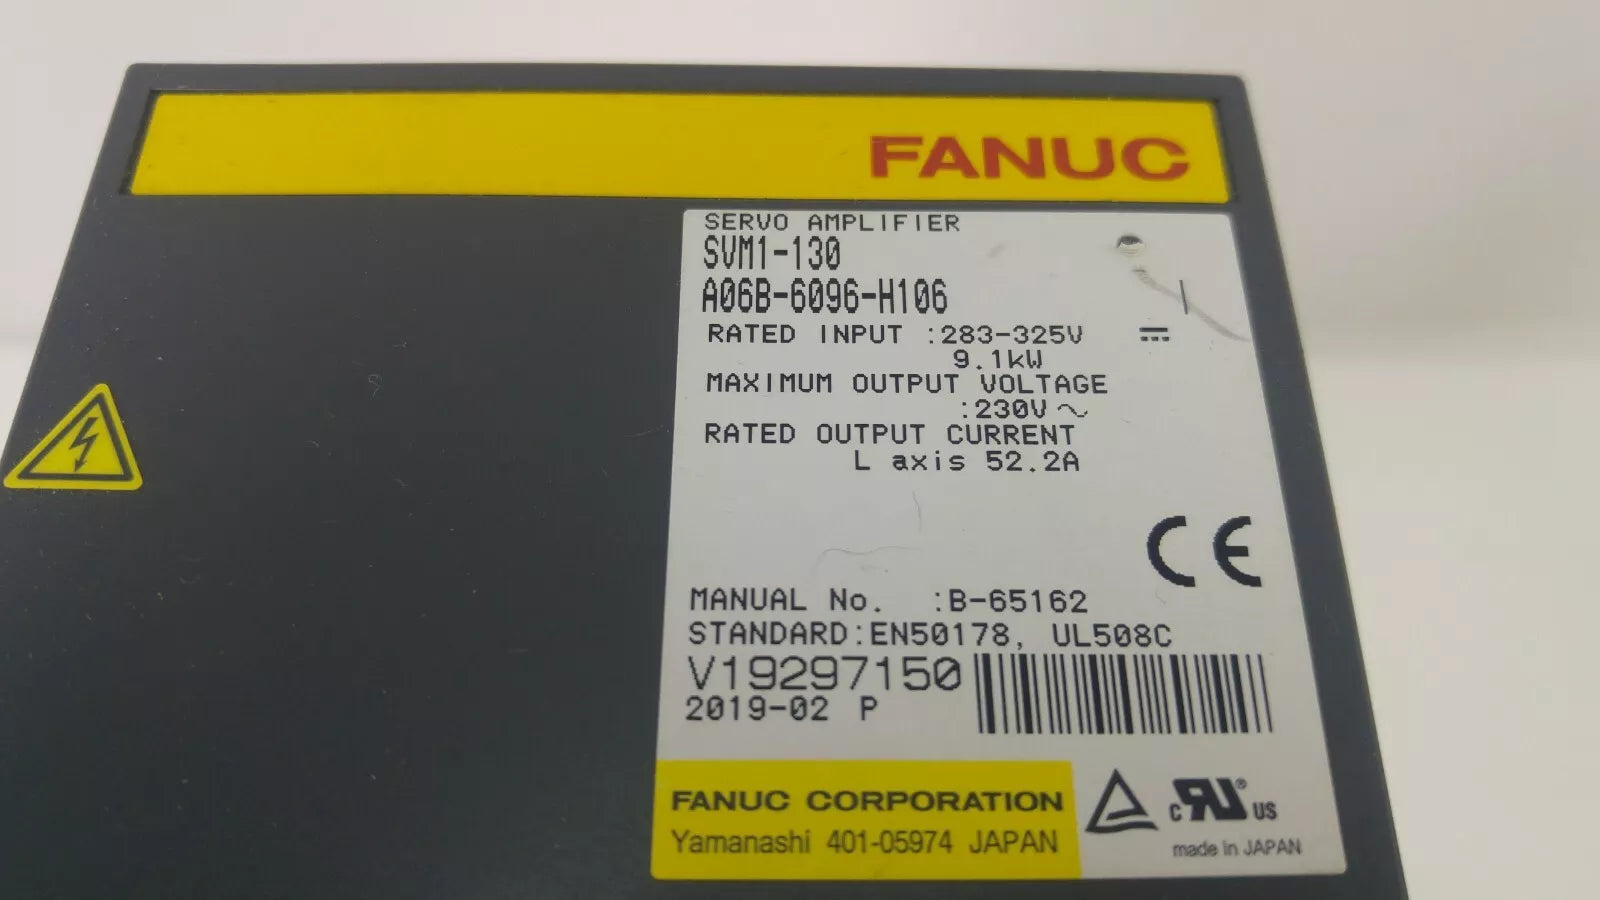 FANUC
SERVO AMPLIFIER
SVM1-130
A06B-6096-H106
RATED INPUT :283-325V ⎓
9.1kW
MAXIMUM OUTPUT VOLTAGE
:230V ~
RATED OUTPUT CURRENT
L axis 52.2A
CE
MANUAL No. :B-65162
STANDARD:EN50178, UL508C
V19297150
2019-02 P
FANUC CORPORATION
Yamanashi 401-05974 JAPAN
c RU ® US
made in JAPAN